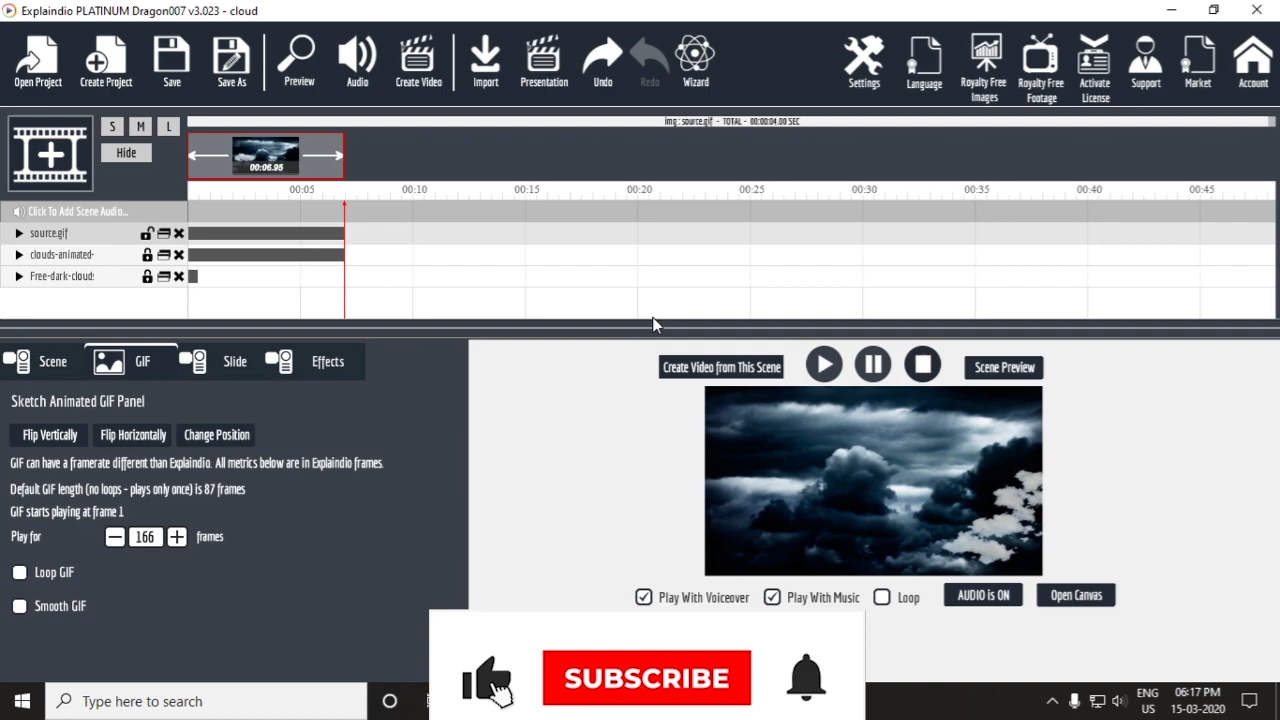 Explaindio PLATINUM Dragon007 v3.023 - cloud
Open Project
Create Project
Save
Save As
Preview
Audio
Create Video
Import
Presentation
Undo
Redo
Wizard
Settings
Language
Royalty Free
Images
Royalty Free
Footage
Activate
License
Support
Market
Account
S M L
Hide
img : source.gif - TOTAL - 00:00:04.00 SEC
00:06.95
00:05 00:10 00:15 00:20 00:25 00:30 00:35 00:40 00:45
Click To Add Scene Audio...
source.gif
clouds-animated-
Free-dark-cloud:
Scene GIF Slide Effects
Sketch Animated GIF Panel
Flip Vertically Flip Horizontally Change Position
GIF can have a framerate different than Explaindio. All metrics below are in Explaindio frames.
Default GIF length (no loops - plays only once) is 87 frames
GIF starts playing at frame 1
Play for 166 frames
Loop GIF
Smooth GIF
Create Video from This Scene
Scene Preview
Play With Voiceover Play With Music Loop AUDIO is ON Open Canvas
SUBSCRIBE
Type here to search
ENG
US
06:17 PM
15-03-2020